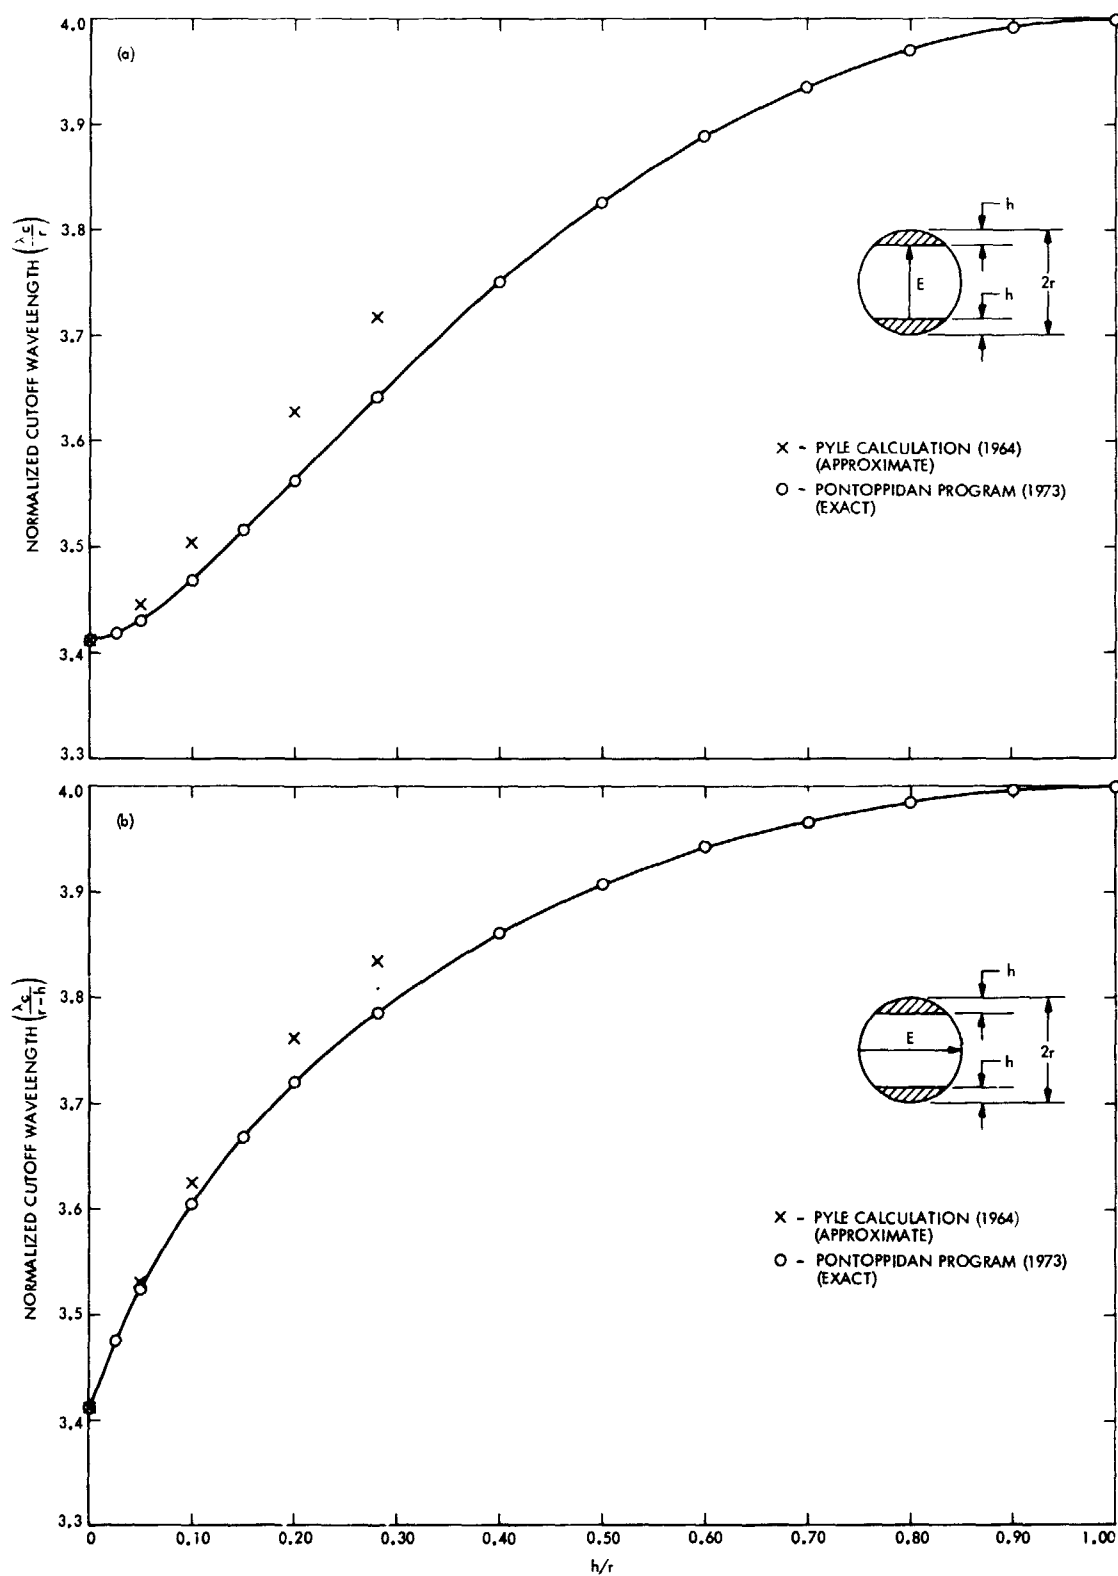 (a)
4.0
3.9
3.8
3.7
3.6
3.5
3.4
3.3
NORMALIZED CUTOFF WAVELENGTH (λc/r)
h
E
h
2r
× - PYLE CALCULATION (1964)
(APPROXIMATE)
○ - PONTOPPIDAN PROGRAM (1973)
(EXACT)
(b)
4.0
3.9
3.8
3.7
3.6
3.5
3.4
3.3
NORMALIZED CUTOFF WAVELENGTH (λc/r-h)
h
E
h
2r
× - PYLE CALCULATION (1964)
(APPROXIMATE)
○ - PONTOPPIDAN PROGRAM (1973)
(EXACT)
0 0.10 0.20 0.30 0.40 0.50 0.60 0.70 0.80 0.90 1.00
h/r